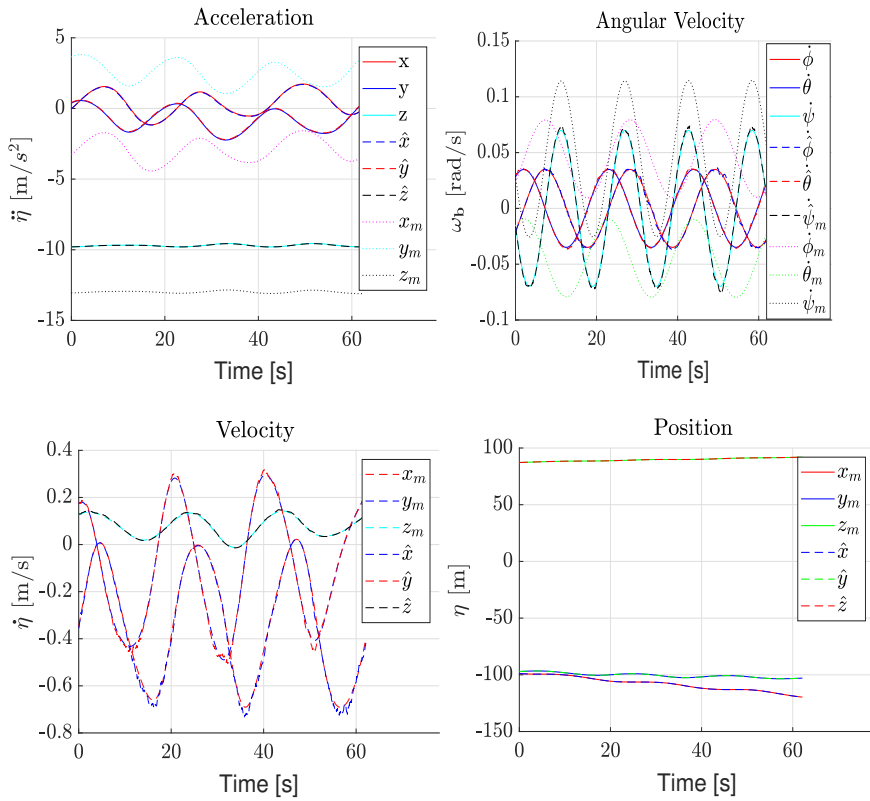 Acceleration
5
0
-5
-10
-15
0
20
40
60
Time [s]
η̈ [m/s²]
x
y
z
x̂
ŷ
ẑ
x_m
y_m
z_m
Angular Velocity
0.15
0.1
0.05
0
-0.05
-0.1
0
20
40
60
Time [s]
ω_b [rad/s]
ϕ̇
θ̇
ψ̇
ϕ̇̂
θ̇̂
ψ̇̂_m
ϕ̇_m
θ̇_m
ψ̇_m
Velocity
0.4
0.2
0
-0.2
-0.4
-0.6
-0.8
0
20
40
60
Time [s]
η̇ [m/s]
x_m
y_m
z_m
x̂
ŷ
ẑ
Position
100
50
0
-50
-100
-150
0
20
40
60
Time [s]
η [m]
x_m
y_m
z_m
x̂
ŷ
ẑ